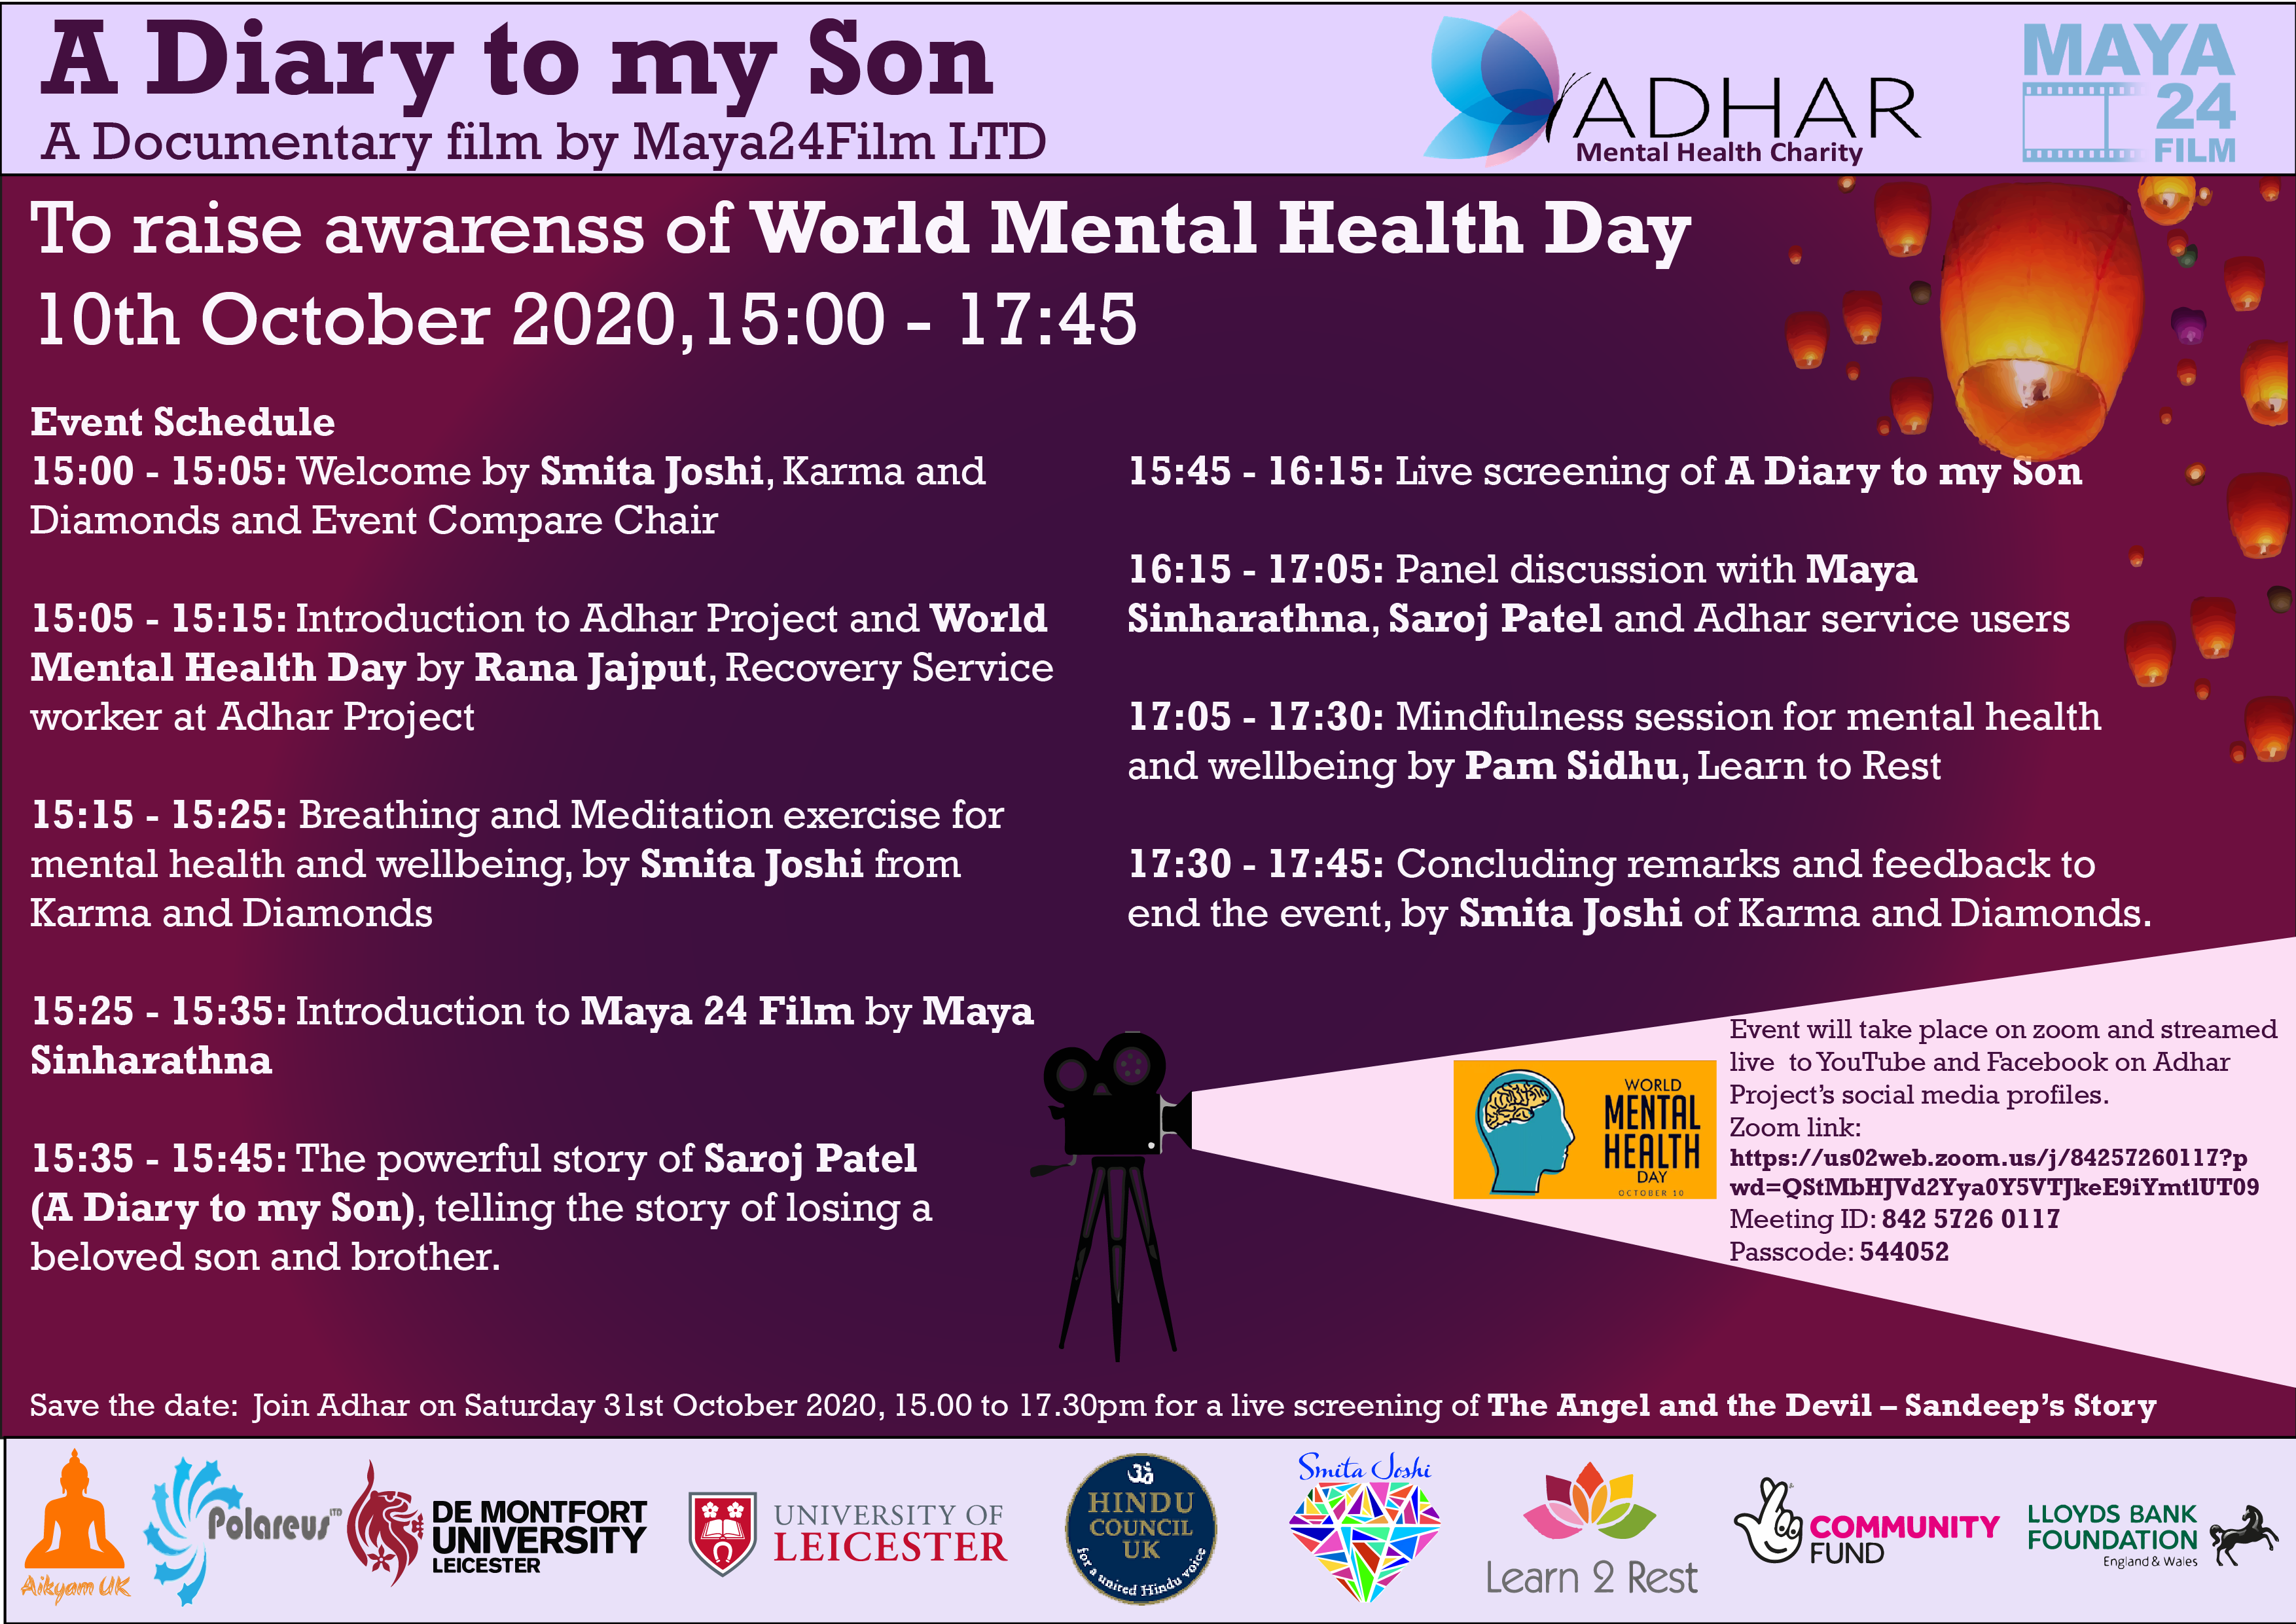 A Diary to my Son
A Documentary film by Maya24Film LTD
ADHAR
Mental Health Charity
MAYA
24
FILM
To raise awarenss of World Mental Health Day
10th October 2020,15:00 - 17:45
Event Schedule
15:00 - 15:05: Welcome by Smita Joshi, Karma and
Diamonds and Event Compare Chair
15:05 - 15:15: Introduction to Adhar Project and World
Mental Health Day by Rana Jajput, Recovery Service
worker at Adhar Project
15:15 - 15:25: Breathing and Meditation exercise for
mental health and wellbeing, by Smita Joshi from
Karma and Diamonds
15:25 - 15:35: Introduction to Maya 24 Film by Maya
Sinharathna
15:35 - 15:45: The powerful story of Saroj Patel
(A Diary to my Son), telling the story of losing a
beloved son and brother.
15:45 - 16:15: Live screening of A Diary to my Son
16:15 - 17:05: Panel discussion with Maya
Sinharathna, Saroj Patel and Adhar service users
17:05 - 17:30: Mindfulness session for mental health
and wellbeing by Pam Sidhu, Learn to Rest
17:30 - 17:45: Concluding remarks and feedback to
end the event, by Smita Joshi of Karma and Diamonds.
WORLD
MENTAL
HEALTH
DAY
OCTOBER 10
Event will take place on zoom and streamed
live to YouTube and Facebook on Adhar
Project's social media profiles.
Zoom link:
https://us02web.zoom.us/j/84257260117?p
wd=QStMbHJVd2Yya0Y5VTJkeE9iYmtlUT09
Meeting ID: 842 5726 0117
Passcode: 544052
Save the date: Join Adhar on Saturday 31st October 2020, 15.00 to 17.30pm for a live screening of The Angel and the Devil – Sandeep's Story
Aikyam UK
Polareus LTD
DE MONTFORT
UNIVERSITY
LEICESTER
UNIVERSITY OF
LEICESTER
ॐ
HINDU
COUNCIL
UK
for a united Hindu voice
Smita Joshi
Learn 2 Rest
COMMUNITY
FUND
LLOYDS BANK
FOUNDATION
England & Wales